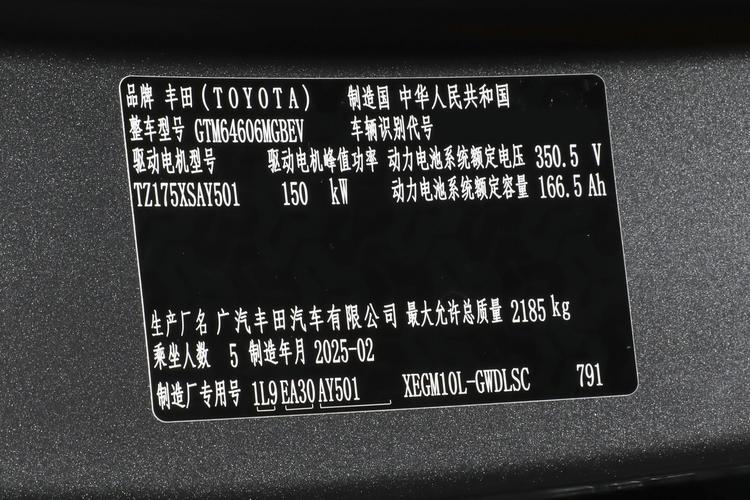 品牌 丰田(TOYOTA) 制造国 中华人民共和国
整车型号 GTM64606MGBEV 车辆识别代号
驱动电机型号 驱动电机峰值功率 动力电池系统额定电压 350.5 V
TZ175XSAY501 150 kW 动力电池系统额定容量 166.5 Ah
生产厂名 广汽丰田汽车有限公司 最大允许总质量 2185 kg
乘坐人数 5 制造年月 2025-02
制造厂专用号 1L9 EA30 AY501 XEGM10L-GWDLSC 791